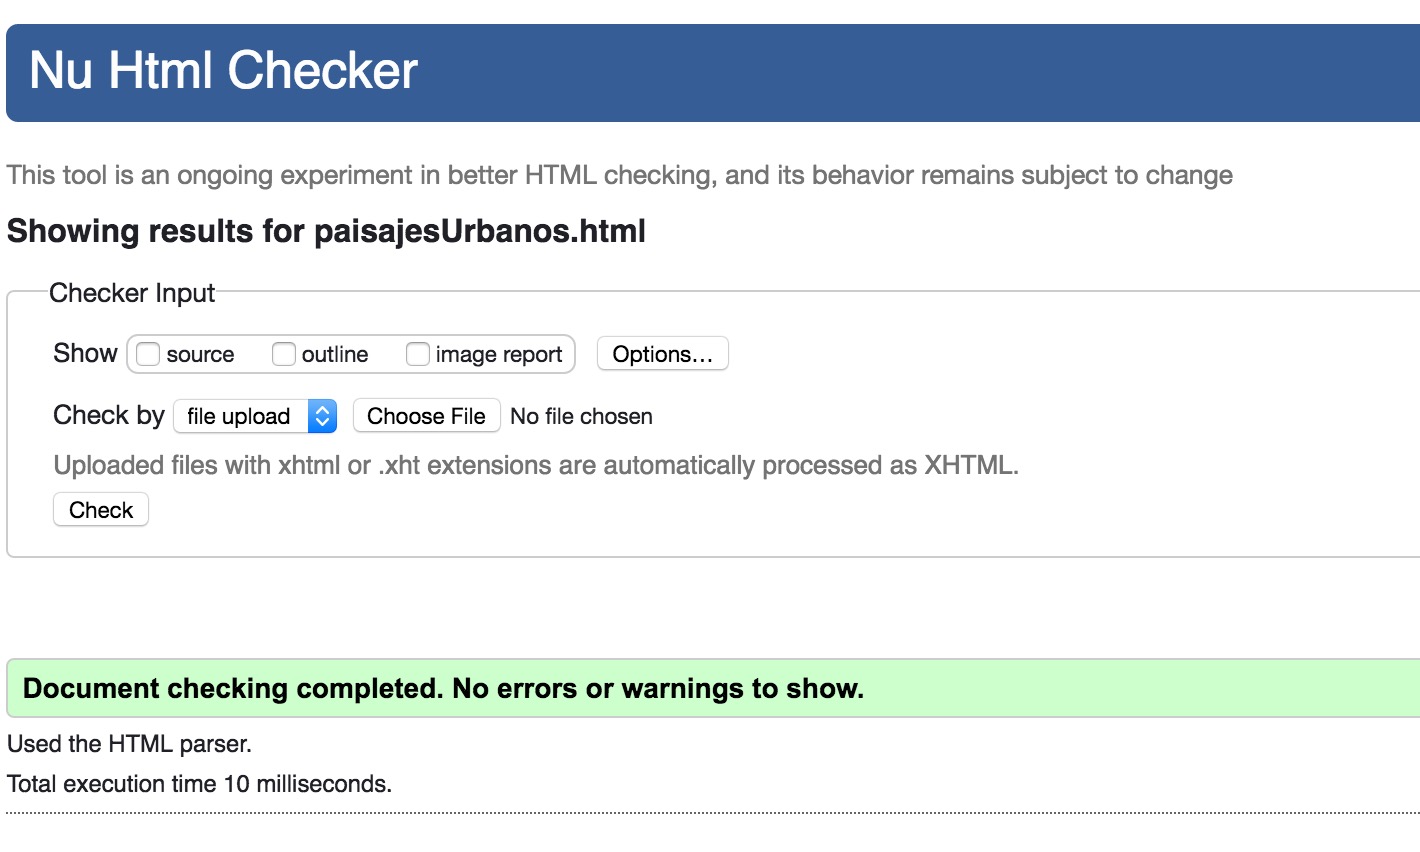 Nu Html Checker
This tool is an ongoing experiment in better HTML checking, and its behavior remains subject to change
Showing results for paisajesUrbanos.html
Checker Input
Show source outline image report Options...
Check by file upload Choose File No file chosen
Uploaded files with xhtml or .xht extensions are automatically processed as XHTML.
Check
Document checking completed. No errors or warnings to show.
Used the HTML parser.
Total execution time 10 milliseconds.